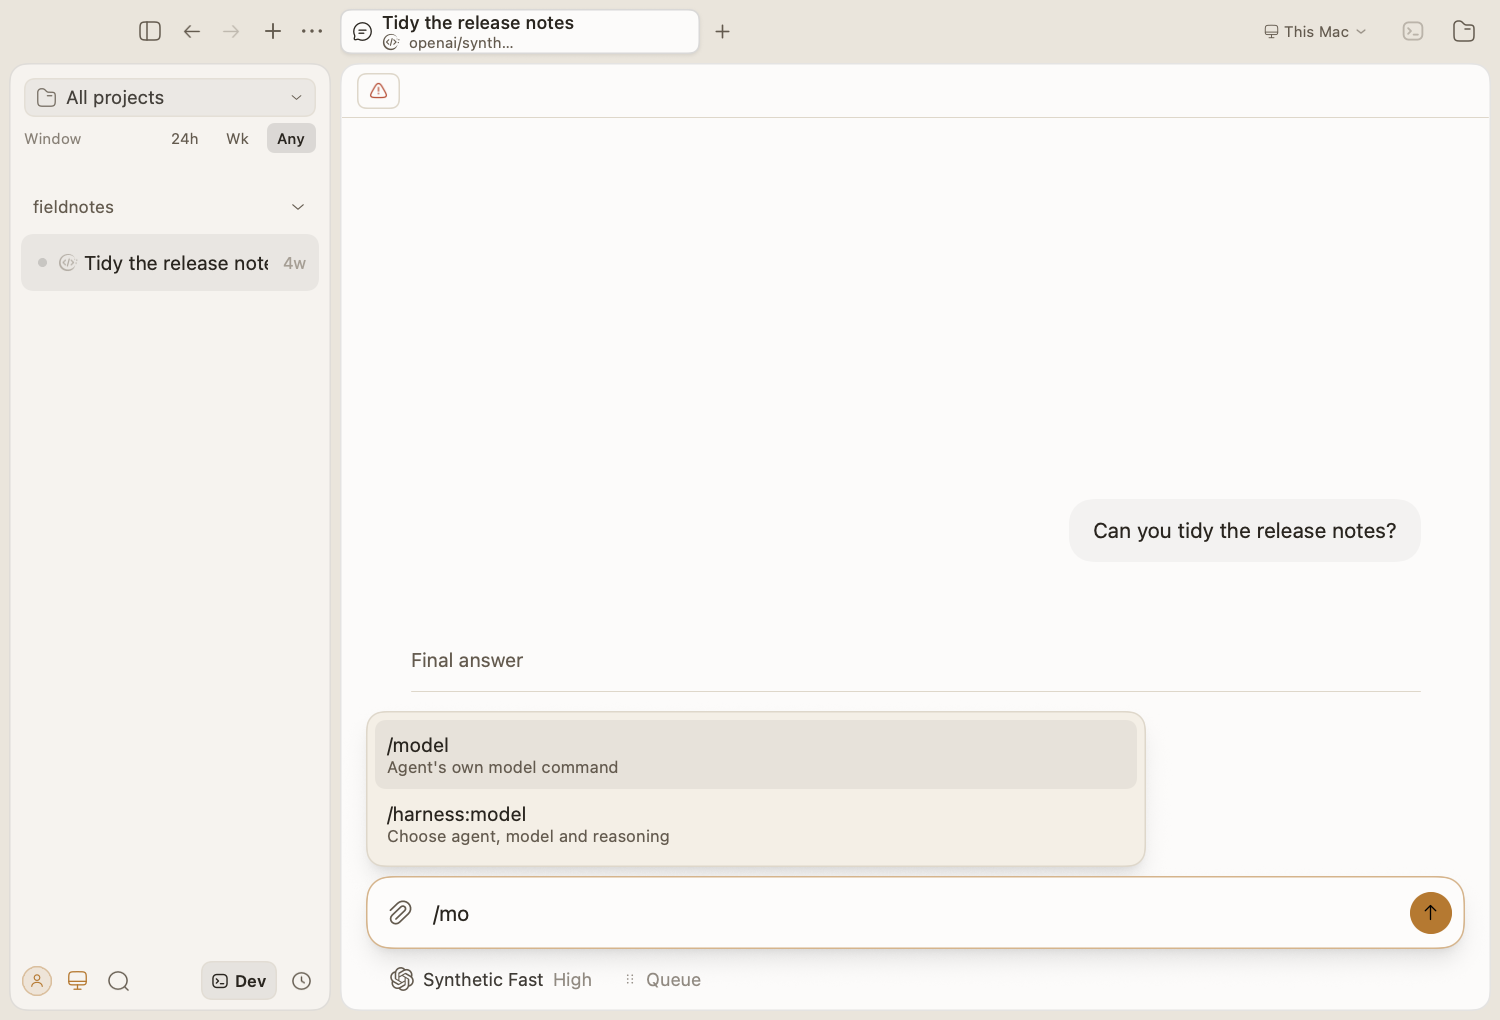 Tidy the release notes
openai/synth...
This Mac
All projects
Window
24h
Wk
Any
fieldnotes
Tidy the release note
4w
Can you tidy the release notes?
Final answer
/model
Agent's own model command
/harness:model
Choose agent, model and reasoning
/mo
Synthetic Fast High
Queue
Dev